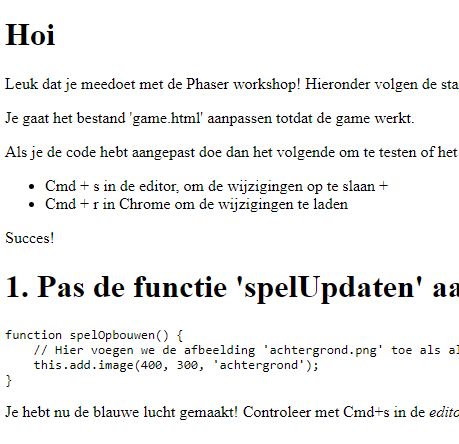 Hoi
Leuk dat je meedoet met de Phaser workshop! Hieronder volgen de sta
Je gaat het bestand 'game.html' aanpassen totdat de game werkt.
Als je de code hebt aangepast doe dan het volgende om te testen of het
• Cmd + s in de editor, om de wijzigingen op te slaan +
• Cmd + r in Chrome om de wijzigingen te laden
Succes!
1. Pas de functie 'spelUpdaten' aa
function spelOpbouwen() {
    // Hier voegen we de afbeelding 'achtergrond.png' toe als al
    this.add.image(400, 300, 'achtergrond');
}
Je hebt nu de blauwe lucht gemaakt! Controleer met Cmd+s in de edito